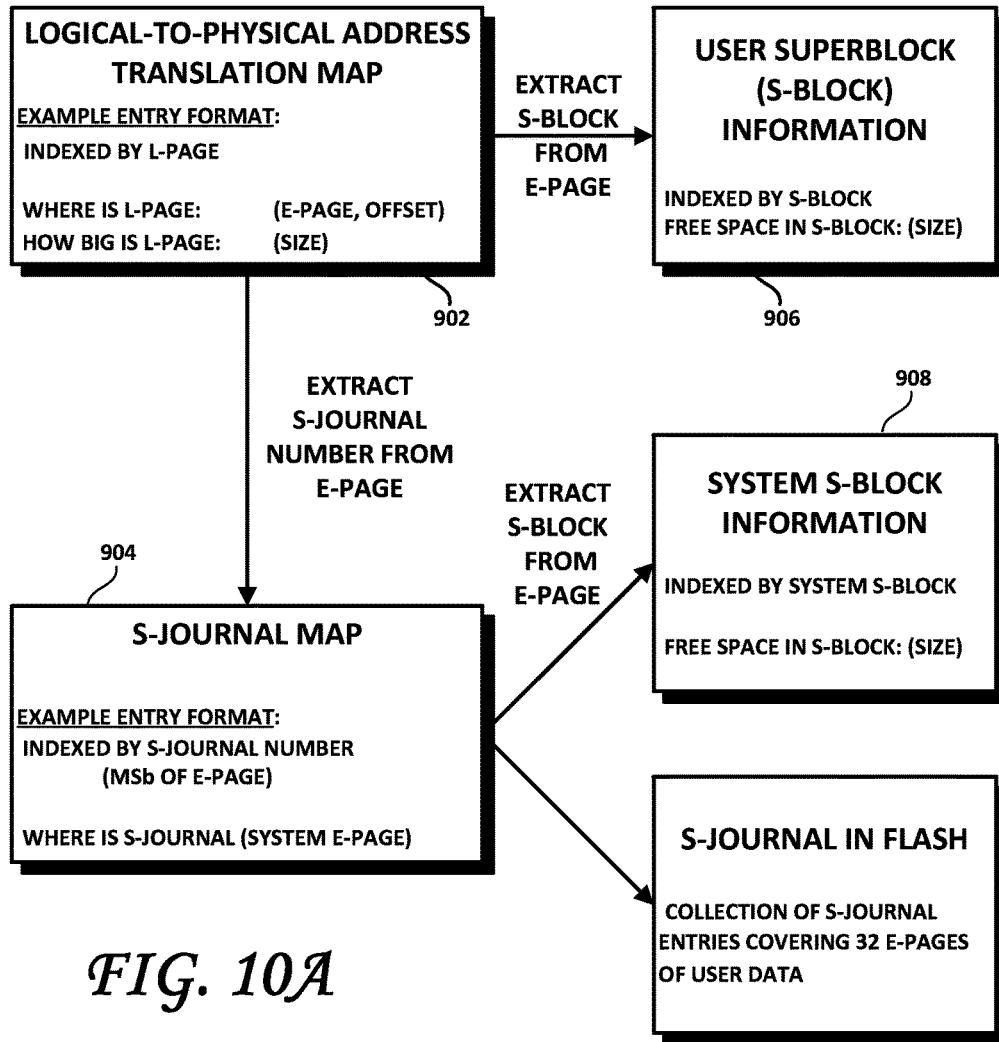 LOGICAL-TO-PHYSICAL ADDRESS
TRANSLATION MAP
EXAMPLE ENTRY FORMAT:
INDEXED BY L-PAGE
WHERE IS L-PAGE: (E-PAGE, OFFSET)
HOW BIG IS L-PAGE: (SIZE)
902
EXTRACT
S-BLOCK
FROM
E-PAGE
USER SUPERBLOCK
(S-BLOCK)
INFORMATION
INDEXED BY S-BLOCK
FREE SPACE IN S-BLOCK: (SIZE)
906
EXTRACT
S-JOURNAL
NUMBER FROM
E-PAGE
904
S-JOURNAL MAP
EXAMPLE ENTRY FORMAT:
INDEXED BY S-JOURNAL NUMBER
(MSb OF E-PAGE)
WHERE IS S-JOURNAL (SYSTEM E-PAGE)
EXTRACT
S-BLOCK
FROM
E-PAGE
908
SYSTEM S-BLOCK
INFORMATION
INDEXED BY SYSTEM S-BLOCK
FREE SPACE IN S-BLOCK: (SIZE)
S-JOURNAL IN FLASH
COLLECTION OF S-JOURNAL
ENTRIES COVERING 32 E-PAGES
OF USER DATA
FIG. 10A